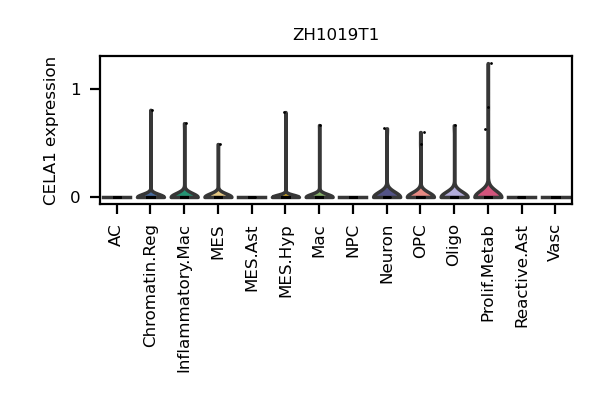 ZH1019T1
CELA1 expression
1
0
AC
Chromatin.Reg
Inflammatory.Mac
MES
MES.Ast
MES.Hyp
Mac
NPC
Neuron
OPC
Oligo
Prolif.Metab
Reactive.Ast
Vasc